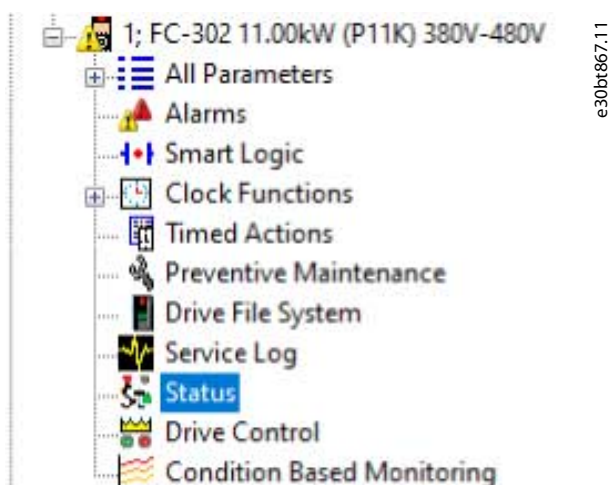 1; FC-302 11.00kW (P11K) 380V-480V
All Parameters
Alarms
Smart Logic
Clock Functions
Timed Actions
Preventive Maintenance
Drive File System
Service Log
Status
Drive Control
Condition Based Monitoring
e30bt867.11